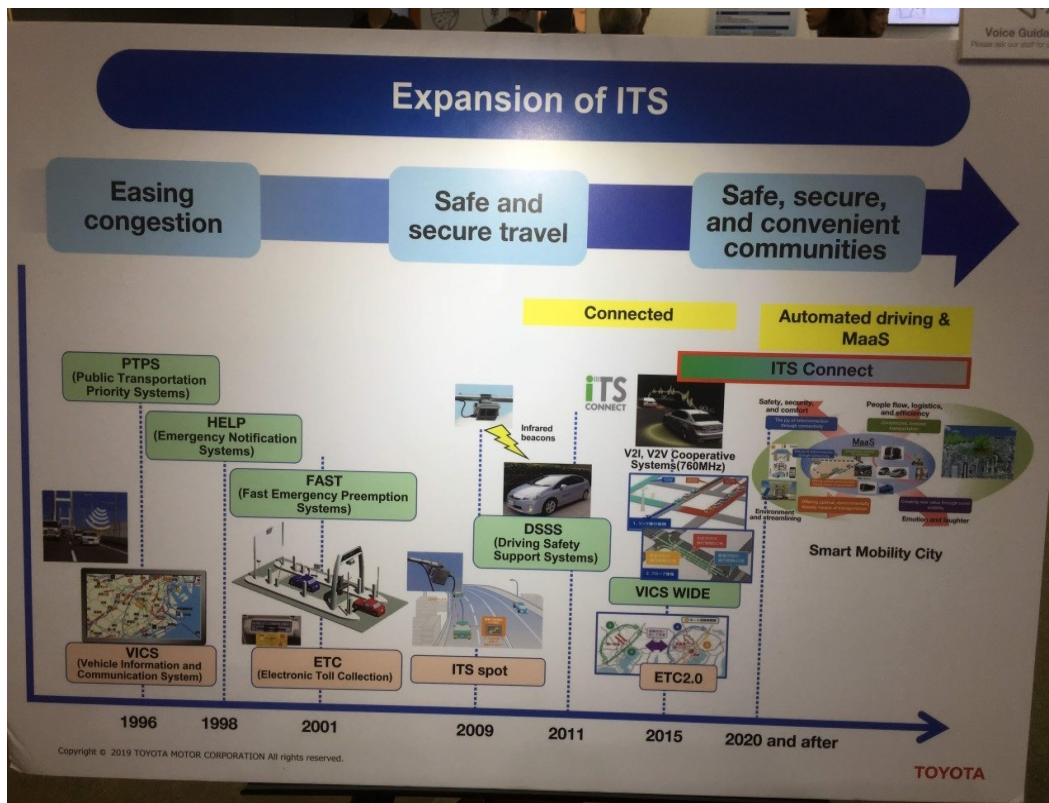 Voice Guida
Please ask our staff for
Expansion of ITS
Easing
congestion
Safe and
secure travel
Safe, secure,
and convenient
communities
Connected
Automated driving &
MaaS
ITS Connect
PTPS
(Public Transportation
Priority Systems)
HELP
(Emergency Notification
Systems)
FAST
(Fast Emergency Preemption
Systems)
Infrared
beacons
iTS
CONNECT
V2I, V2V Cooperative
Systems(760MHz)
DSSS
(Driving Safety
Support Systems)
VICS WIDE
Safety, security,
and comfort
People flow, logistics,
and efficiency
MaaS
Environment
and streamlining
Emotion and laughter
Smart Mobility City
VICS
(Vehicle Information and
Communication System)
ETC
(Electronic Toll Collection)
ITS spot
ETC2.0
1996
1998
2001
2009
2011
2015
2020 and after
Copyright © 2019 TOYOTA MOTOR CORPORATION All rights reserved.
TOYOTA